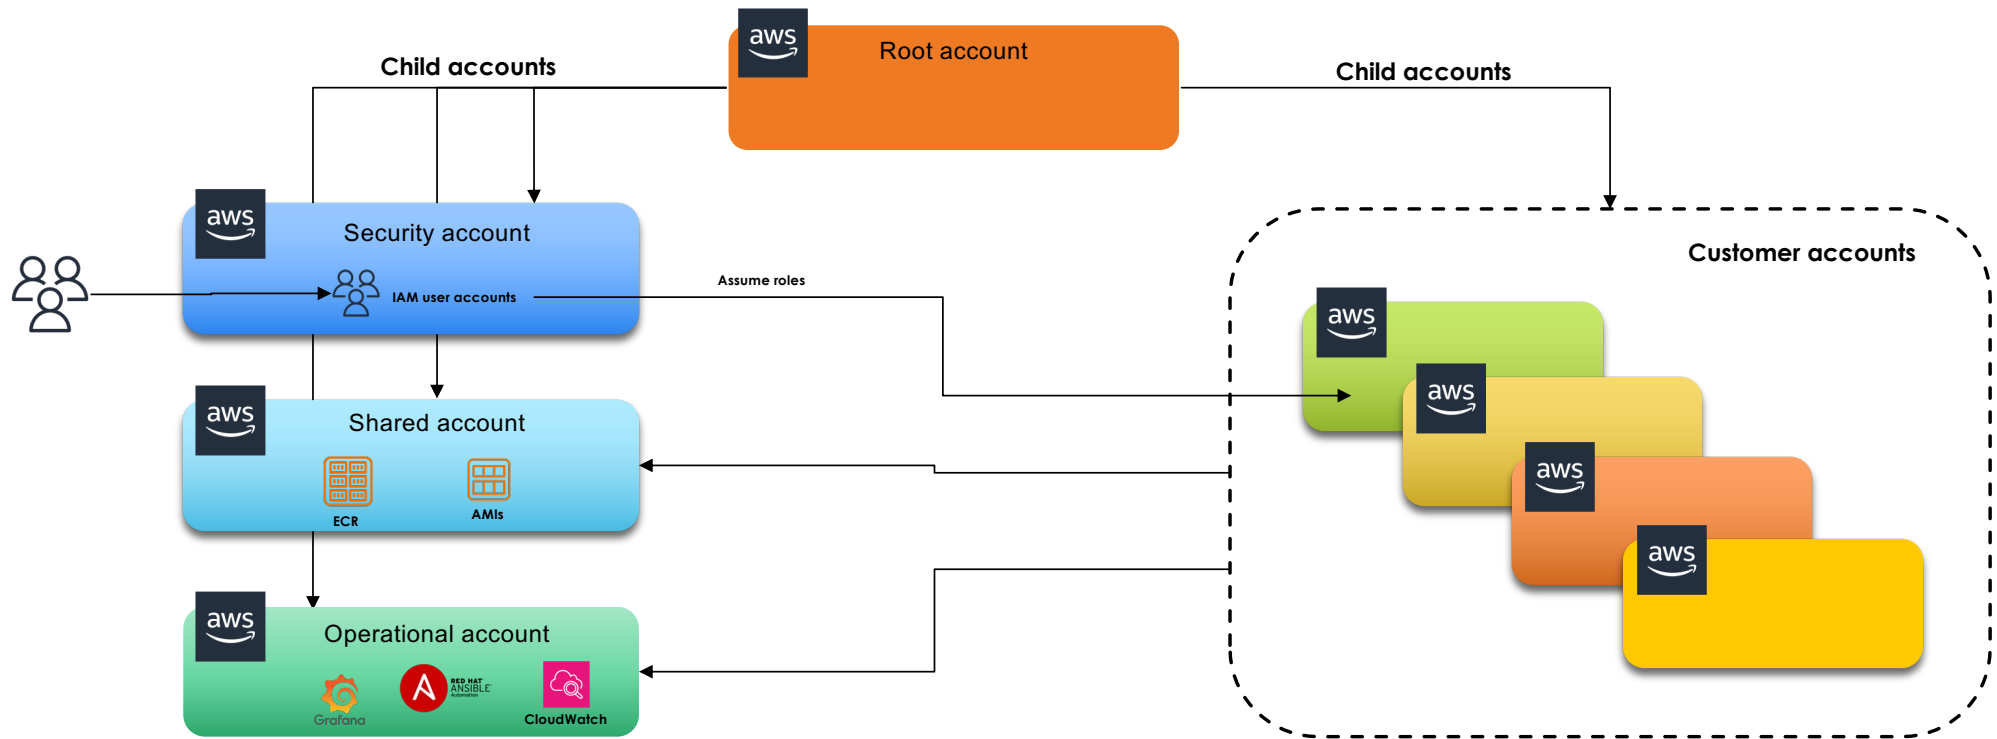 aws
Root account
Child accounts
Child accounts
aws
Security account
IAM user accounts
Assume roles
Customer accounts
aws
aws
aws
aws
aws
Shared account
ECR
AMIs
aws
Operational account
Grafana
RED HAT
ANSIBLE
Automation
CloudWatch